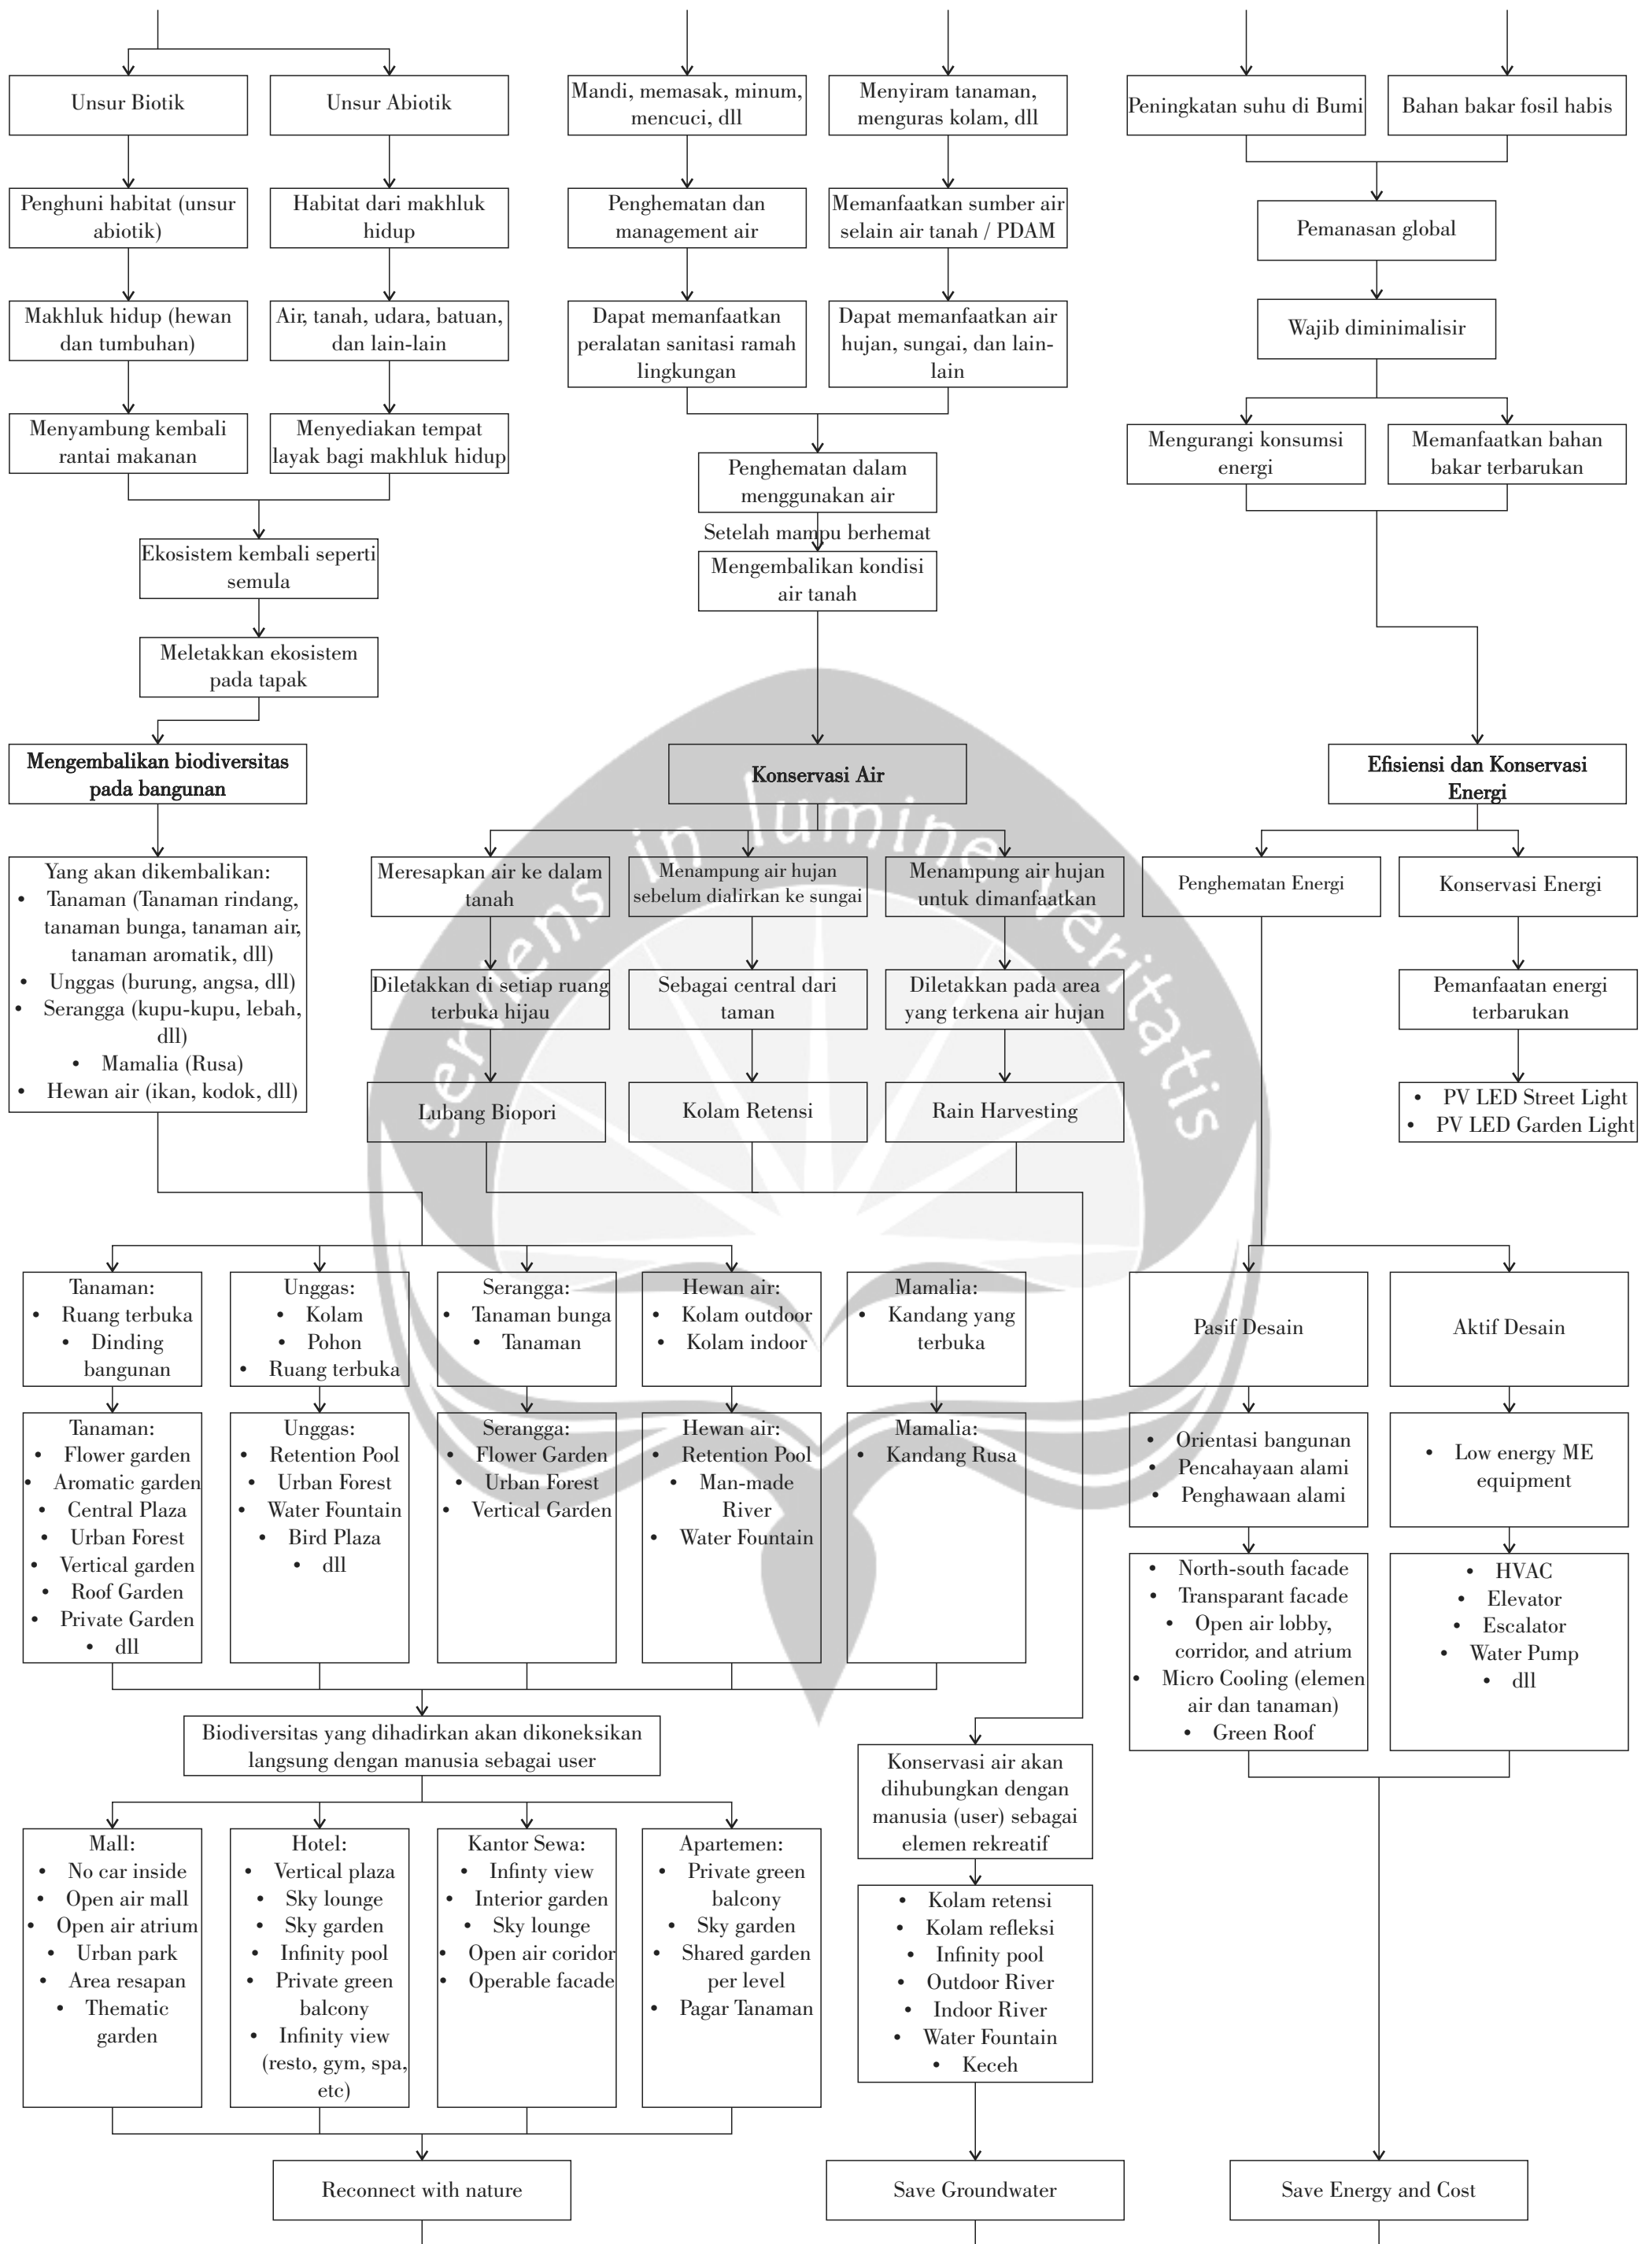 Unsur Biotik
Unsur Abiotik
Mandi, memasak, minum,
mencuci, dll
Menyiram tanaman,
menguras kolam, dll
Peningkatan suhu di Bumi
Bahan bakar fosil habis
Penghuni habitat (unsur
abiotik)
Habitat dari makhluk
hidup
Penghematan dan
management air
Memanfaatkan sumber air
selain air tanah / PDAM
Pemanasan global
Makhluk hidup (hewan
dan tumbuhan)
Air, tanah, udara, batuan,
dan lain-lain
Dapat memanfaatkan
peralatan sanitasi ramah
lingkungan
Dapat memanfaatkan air
hujan, sungai, dan lain-
lain
Wajib diminimalisir
Menyambung kembali
rantai makanan
Menyediakan tempat
layak bagi makhluk hidup
Penghematan dalam
menggunakan air
Mengurangi konsumsi
energi
Memanfaatkan bahan
bakar terbarukan
Setelah mampu berhemat
Ekosistem kembali seperti
semula
Mengembalikan kondisi
air tanah
Meletakkan ekosistem
pada tapak
Mengembalikan biodiversitas
pada bangunan
Konservasi Air
Efisiensi dan Konservasi
Energi
serviens in lumine veritatis
Yang akan dikembalikan:
• Tanaman (Tanaman rindang,
tanaman bunga, tanaman air,
tanaman aromatik, dll)
• Unggas (burung, angsa, dll)
• Serangga (kupu-kupu, lebah,
dll)
• Mamalia (Rusa)
• Hewan air (ikan, kodok, dll)
Meresapkan air ke dalam
tanah
Menampung air hujan
sebelum dialirkan ke sungai
Menampung air hujan
untuk dimanfaatkan
Penghematan Energi
Konservasi Energi
Diletakkan di setiap ruang
terbuka hijau
Sebagai central dari
taman
Diletakkan pada area
yang terkena air hujan
Pemanfaatan energi
terbarukan
Lubang Biopori
Kolam Retensi
Rain Harvesting
• PV LED Street Light
• PV LED Garden Light
Tanaman:
• Ruang terbuka
• Dinding
bangunan
Unggas:
• Kolam
• Pohon
• Ruang terbuka
Serangga:
• Tanaman bunga
• Tanaman
Hewan air:
• Kolam outdoor
• Kolam indoor
Mamalia:
• Kandang yang
terbuka
Pasif Desain
Aktif Desain
Tanaman:
• Flower garden
• Aromatic garden
• Central Plaza
• Urban Forest
• Vertical garden
• Roof Garden
• Private Garden
• dll
Unggas:
• Retention Pool
• Urban Forest
• Water Fountain
• Bird Plaza
• dll
Serangga:
• Flower Garden
• Urban Forest
• Vertical Garden
Hewan air:
• Retention Pool
• Man-made
River
• Water Fountain
Mamalia:
• Kandang Rusa
• Orientasi bangunan
• Pencahayaan alami
• Penghawaan alami
• Low energy ME
equipment
• North-south facade
• Transparant facade
• Open air lobby,
corridor, and atrium
• Micro Cooling (elemen
air dan tanaman)
• Green Roof
• HVAC
• Elevator
• Escalator
• Water Pump
• dll
Biodiversitas yang dihadirkan akan dikoneksikan
langsung dengan manusia sebagai user
Konservasi air akan
dihubungkan dengan
manusia (user) sebagai
elemen rekreatif
Mall:
• No car inside
• Open air mall
• Open air atrium
• Urban park
• Area resapan
• Thematic
garden
Hotel:
• Vertical plaza
• Sky lounge
• Sky garden
• Infinity pool
• Private green
balcony
• Infinity view
(resto, gym, spa,
etc)
Kantor Sewa:
• Infinty view
• Interior garden
• Sky lounge
• Open air coridor
• Operable facade
Apartemen:
• Private green
balcony
• Sky garden
• Shared garden
per level
• Pagar Tanaman
• Kolam retensi
• Kolam refleksi
• Infinity pool
• Outdoor River
• Indoor River
• Water Fountain
• Keceh
Reconnect with nature
Save Groundwater
Save Energy and Cost